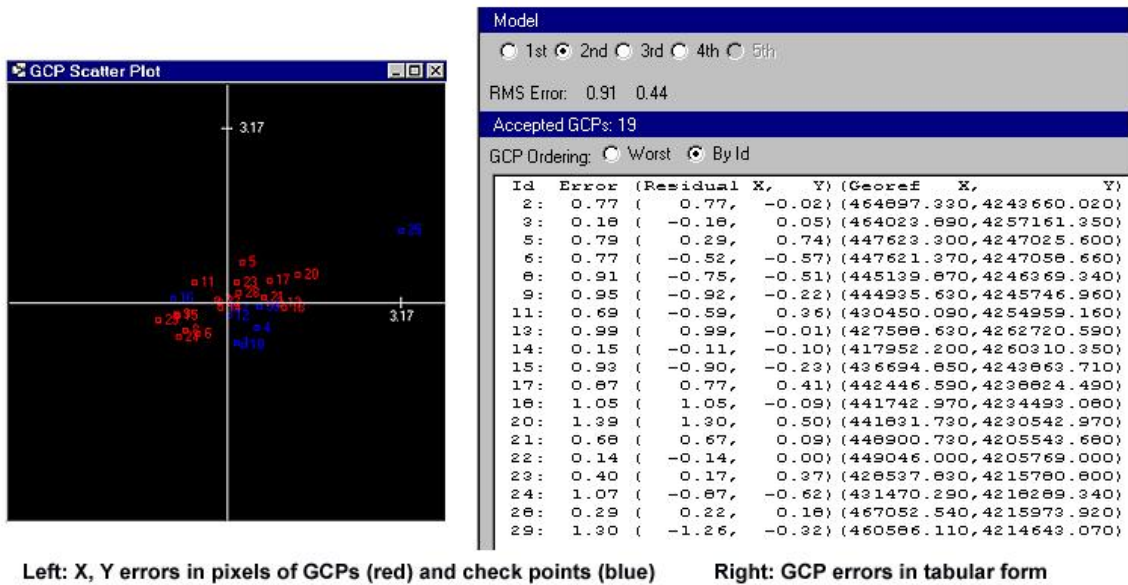 GCP Scatter Plot
3.17
25
5
11 23 17 20
28
16 21
3.17
12
29 15
6
4
24
Model
1st 2nd 3rd 4th 5th
RMS Error: 0.91 0.44
Accepted GCPs: 19
GCP Ordering: Worst By Id
Id Error (Residual X, Y) (Georef X, Y)
2: 0.77 ( 0.77, -0.02) (464897.330,4243660.020)
3: 0.18 ( -0.18, 0.05) (464023.890,4257161.350)
5: 0.79 ( 0.29, 0.74) (447623.300,4247025.600)
6: 0.77 ( -0.52, -0.57) (447621.370,4247058.660)
8: 0.91 ( -0.75, -0.51) (445139.870,4246369.340)
9: 0.95 ( -0.92, -0.22) (444935.630,4245746.960)
11: 0.69 ( -0.59, 0.36) (430450.090,4254959.160)
13: 0.99 ( 0.99, -0.01) (427588.630,4262720.590)
14: 0.15 ( -0.11, -0.10) (417952.200,4260310.350)
15: 0.93 ( -0.90, -0.23) (436694.850,4243863.710)
17: 0.87 ( 0.77, 0.41) (442446.590,4238824.490)
18: 1.05 ( 1.05, -0.09) (441742.970,4234493.080)
20: 1.39 ( 1.30, 0.50) (441831.730,4230542.970)
21: 0.68 ( 0.67, 0.09) (448900.730,4205543.680)
22: 0.14 ( -0.14, 0.00) (449046.000,4205769.000)
23: 0.40 ( 0.17, 0.37) (428537.830,4215780.800)
24: 1.07 ( -0.87, -0.62) (431470.290,4218289.340)
28: 0.29 ( 0.22, 0.18) (467052.540,4215973.920)
29: 1.30 ( -1.26, -0.32) (460586.110,4214643.070)
Left: X, Y errors in pixels of GCPs (red) and check points (blue)
Right: GCP errors in tabular form